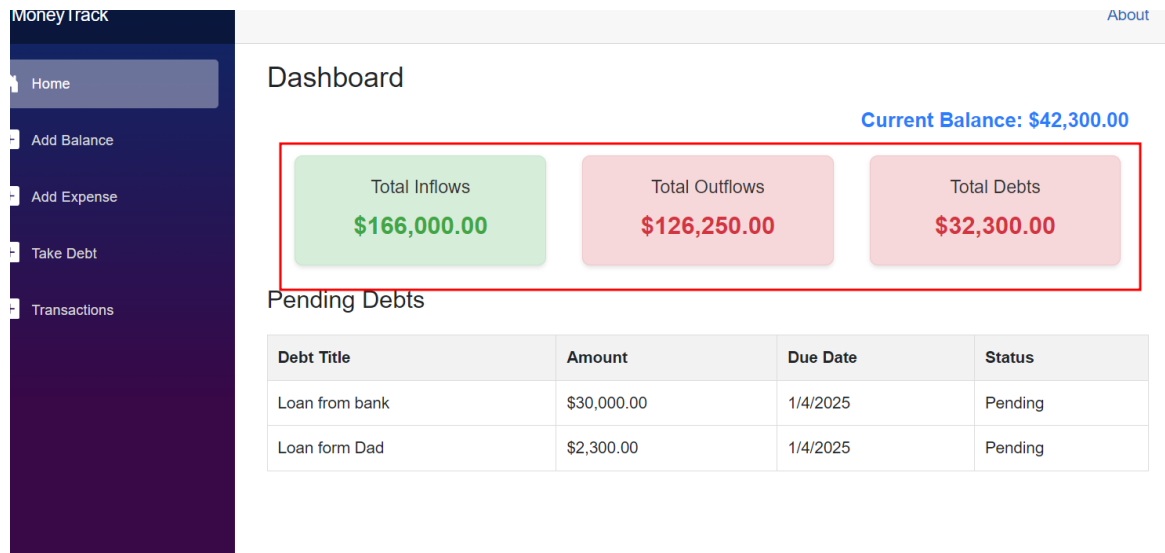 MoneyTrack
About
Home
Add Balance
Add Expense
Take Debt
Transactions
Dashboard
Current Balance: $42,300.00
Total Inflows
$166,000.00
Total Outflows
$126,250.00
Total Debts
$32,300.00
Pending Debts
Debt Title Amount Due Date Status
Loan from bank $30,000.00 1/4/2025 Pending
Loan form Dad $2,300.00 1/4/2025 Pending